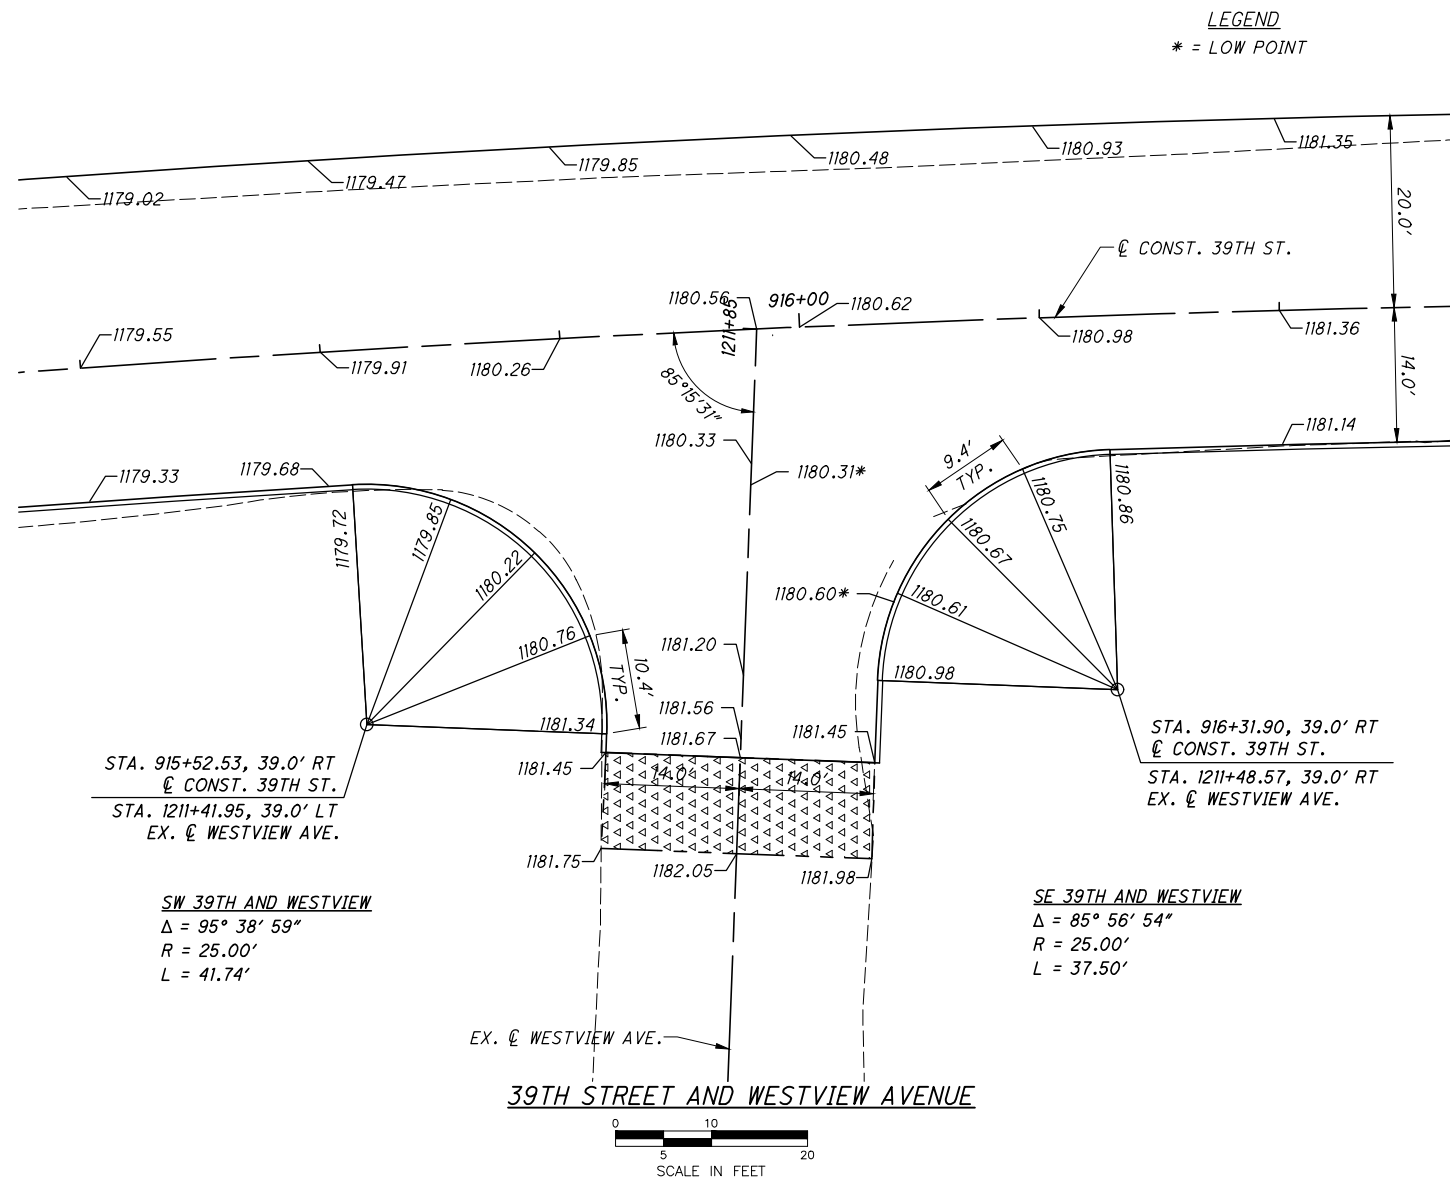 LEGEND
* = LOW POINT
1179.02
1179.47
1179.85
1180.48
1180.93
1181.35
20.0'
℄ CONST. 39TH ST.
1180.56
1211+85
916+00
1180.62
1179.55
1179.91
1180.26
1180.98
1181.36
14.0'
85°15'31"
1180.33
1180.31*
1181.14
1179.33
1179.68
9.4'
TYP.
1179.72
1179.85
1180.22
1180.76
1181.34
10.4'
TYP.
1180.86
1180.75
1180.67
1180.61
1180.60*
1180.98
1181.20
1181.56
1181.67
1181.45
1181.45
14.0'
14.0'
1181.75
1182.05
1181.98
STA. 915+52.53, 39.0' RT
℄ CONST. 39TH ST.
STA. 1211+41.95, 39.0' LT
EX. ℄ WESTVIEW AVE.
STA. 916+31.90, 39.0' RT
℄ CONST. 39TH ST.
STA. 1211+48.57, 39.0' RT
EX. ℄ WESTVIEW AVE.
SW 39TH AND WESTVIEW
Δ = 95° 38' 59"
R = 25.00'
L = 41.74'
SE 39TH AND WESTVIEW
Δ = 85° 56' 54"
R = 25.00'
L = 37.50'
EX. ℄ WESTVIEW AVE.
39TH STREET AND WESTVIEW AVENUE
0 10
5 20
SCALE IN FEET